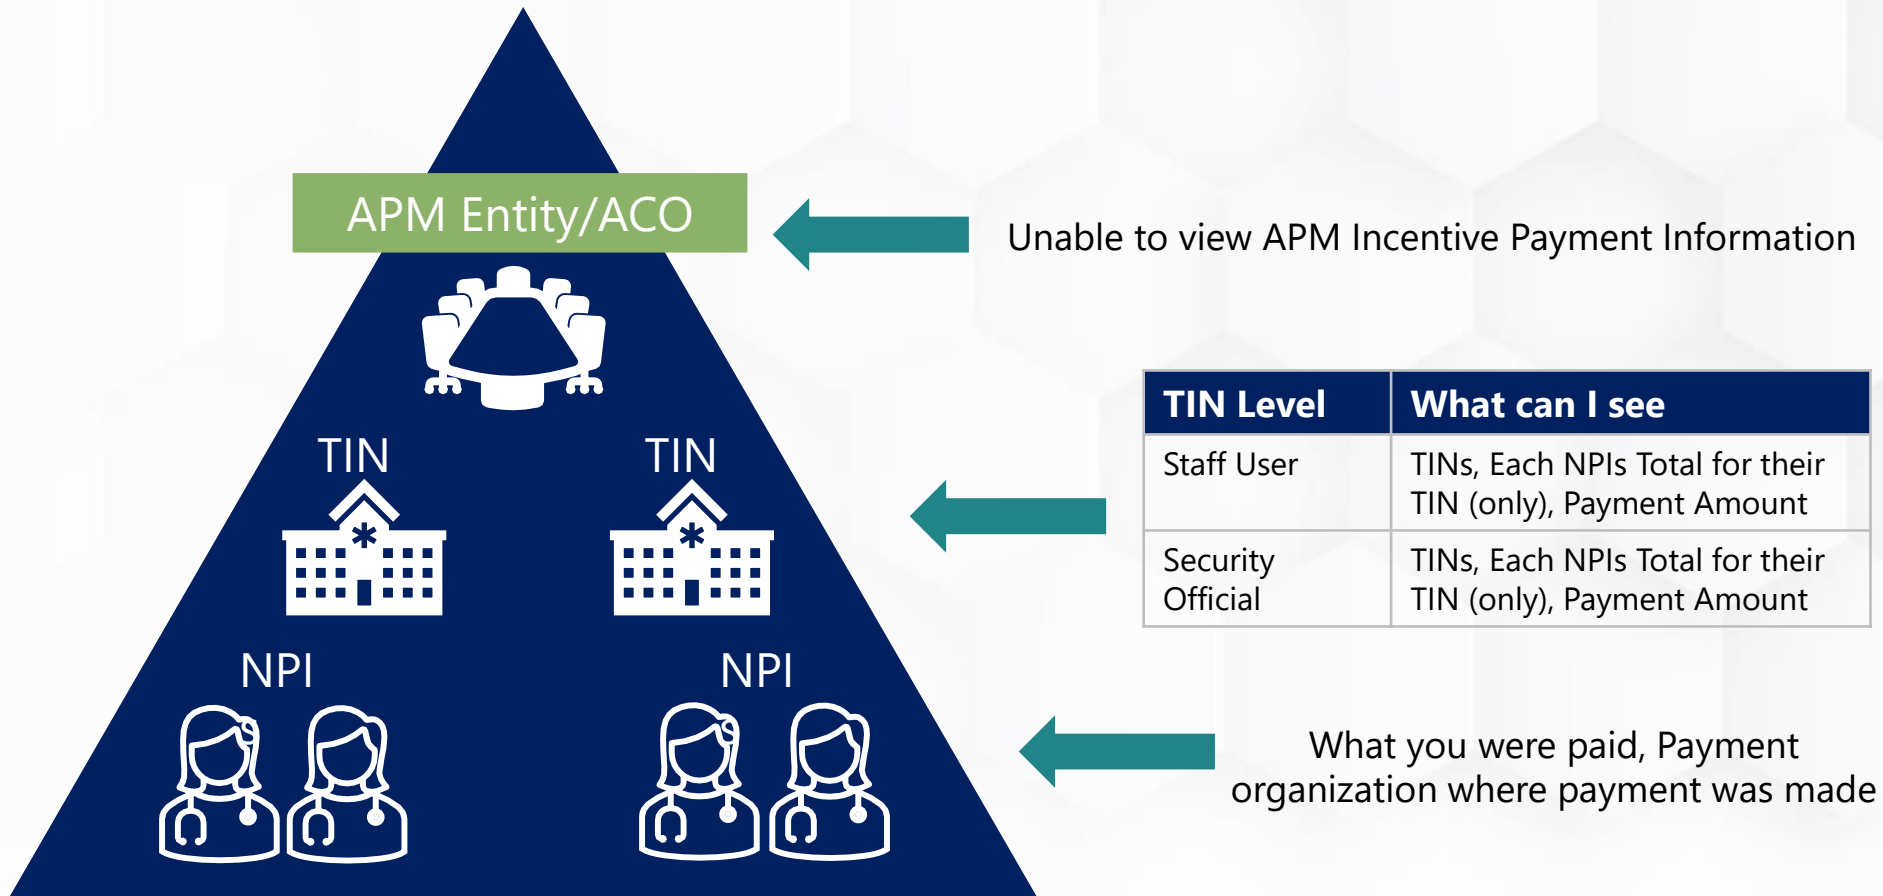 APM Entity/ACO
Unable to view APM Incentive Payment Information
TIN
TIN
TIN Level
What can I see
Staff User
TINs, Each NPIs Total for their
TIN (only), Payment Amount
Security
Official
TINs, Each NPIs Total for their
TIN (only), Payment Amount
NPI
NPI
What you were paid, Payment
organization where payment was made